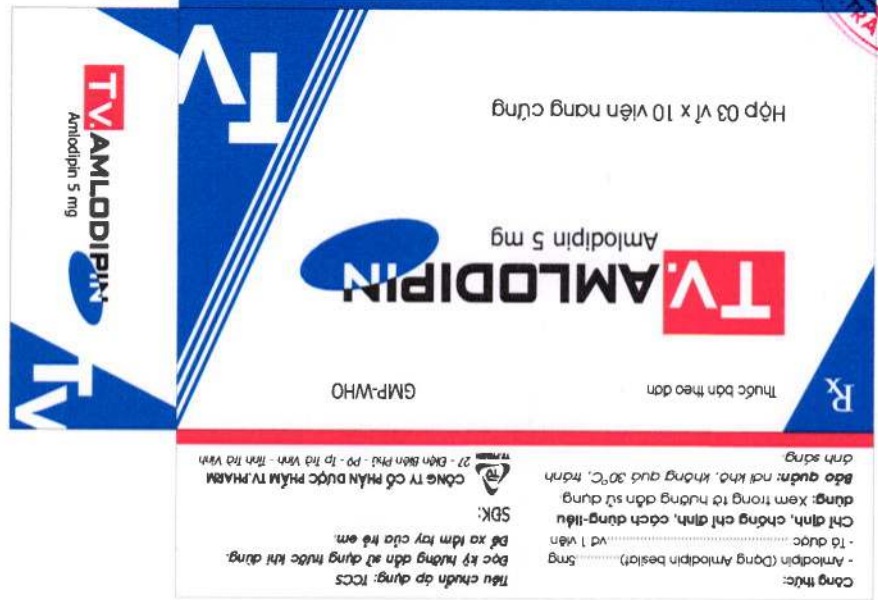 Công thức:
- Amlodipin (Dạng Amlodipin besilat) ............5mg
- Tá dược ............vđ 1 viên
Chỉ định, chống chỉ định, cách dùng-liều
dùng: Xem trong tờ hướng dẫn sử dụng.
Bảo quản: nơi khô, không quá 30°C, tránh
ánh sáng.
Tiêu chuẩn áp dụng: TCCS
Đọc kỹ hướng dẫn sử dụng thuốc khi dùng.
Để xa tầm tay của trẻ em.
SĐK:
CÔNG TY CỔ PHẦN DƯỢC PHẨM TV.PHARM
27 - Điện Biên Phủ - P9 - Tp Trà Vinh - Tỉnh Trà Vinh
TV.PHARM
Rx
Thuốc bán theo đơn
GMP-WHO
TV.AMLODIPIN
Amlodipin 5 mg
Hộp 03 vỉ x 10 viên nang cứng
TV
TV.AMLODIPIN
Amlodipin 5 mg
TV